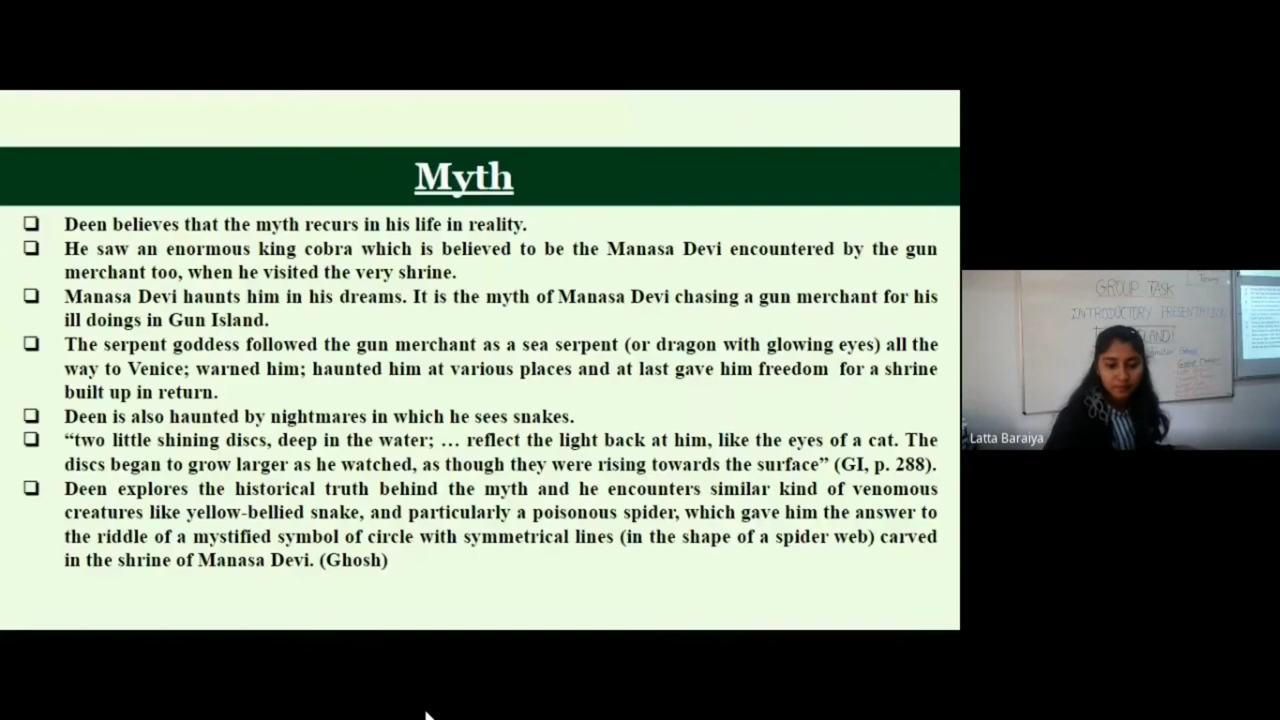 Myth
Deen believes that the myth recurs in his life in reality.
He saw an enormous king cobra which is believed to be the Manasa Devi encountered by the gun
merchant too, when he visited the very shrine.
Manasa Devi haunts him in his dreams. It is the myth of Manasa Devi chasing a gun merchant for his
ill doings in Gun Island.
The serpent goddess followed the gun merchant as a sea serpent (or dragon with glowing eyes) all the
way to Venice; warned him; haunted him at various places and at last gave him freedom for a shrine
built up in return.
Deen is also haunted by nightmares in which he sees snakes.
“two little shining discs, deep in the water; … reflect the light back at him, like the eyes of a cat. The
discs began to grow larger as he watched, as though they were rising towards the surface” (GI, p. 288).
Deen explores the historical truth behind the myth and he encounters similar kind of venomous
creatures like yellow-bellied snake, and particularly a poisonous spider, which gave him the answer to
the riddle of a mystified symbol of circle with symmetrical lines (in the shape of a spider web) carved
in the shrine of Manasa Devi. (Ghosh)
GROUP TASK
INTRODUCTORY PRESENTATION
Latta Baraiya